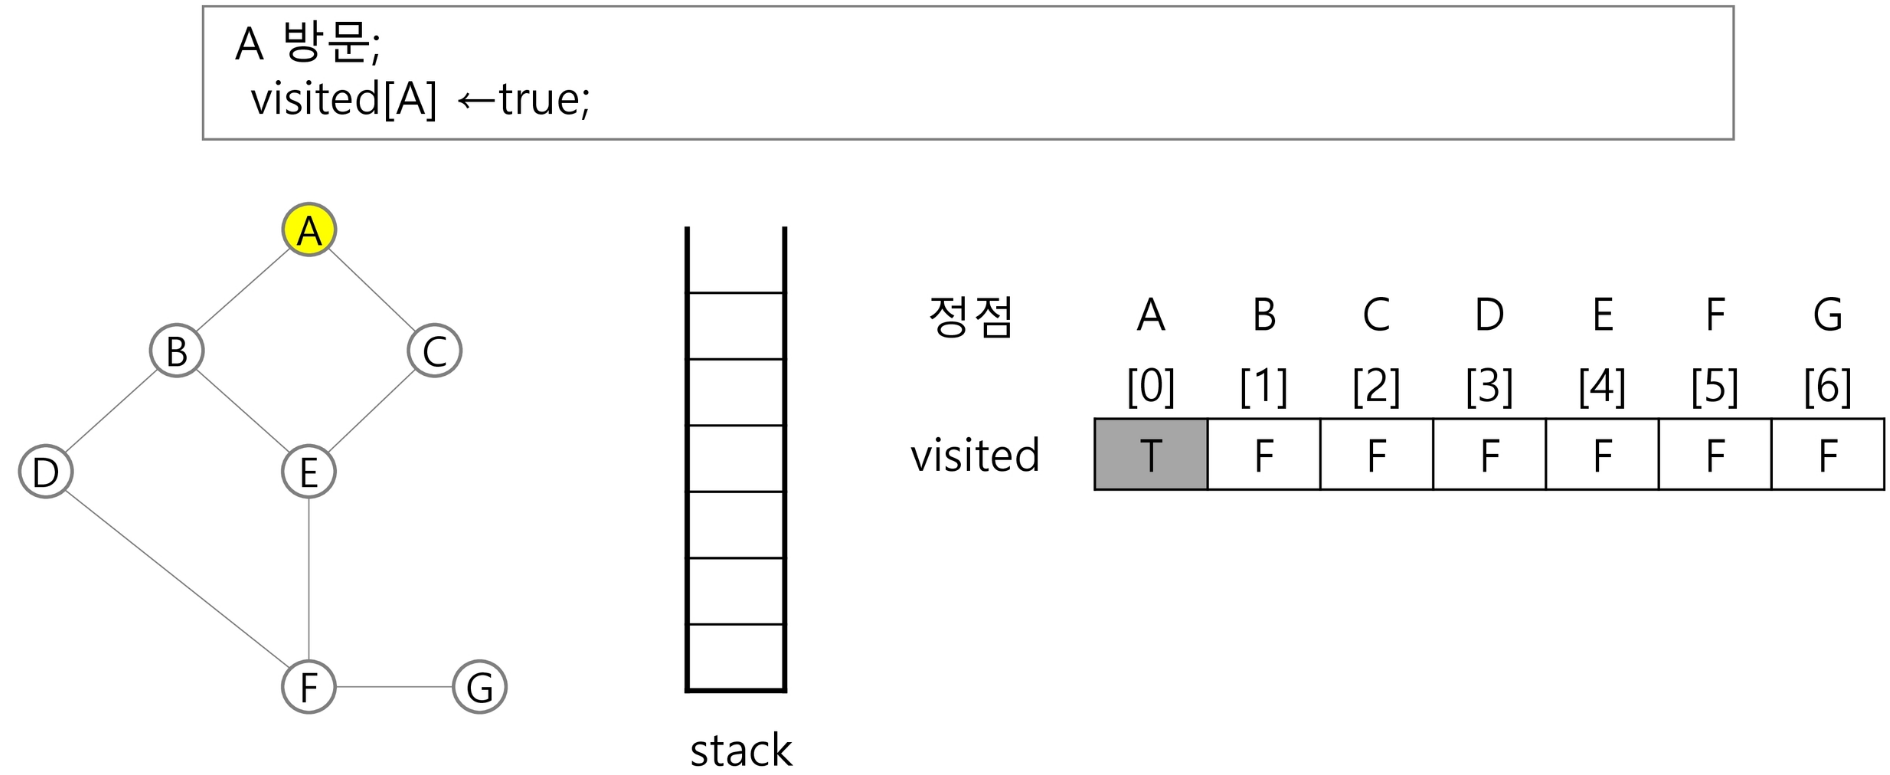 A 방문;
visited[A] ←true;
A
B
C
D
E
F
G
stack
정점 A B C D E F G
[0] [1] [2] [3] [4] [5] [6]
visited T F F F F F F